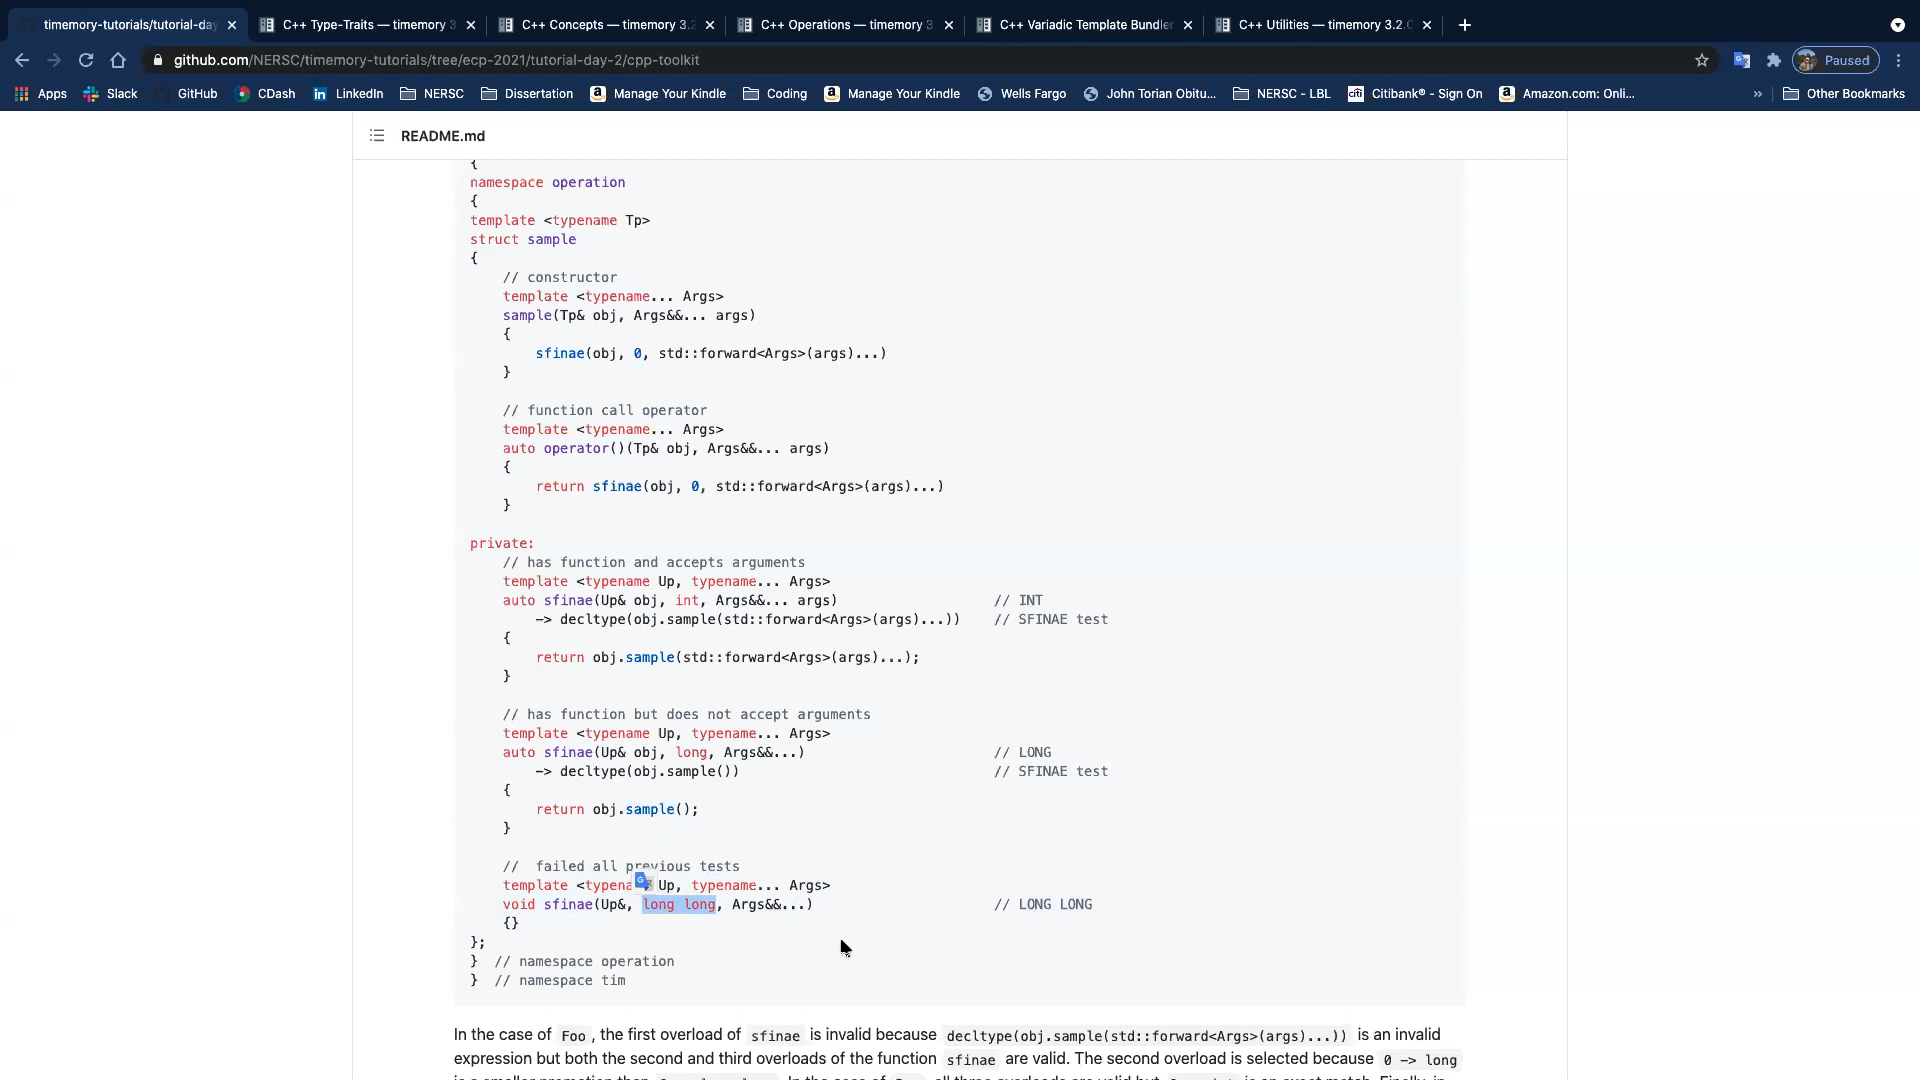 timemory-tutorials/tutorial-day
C++ Type-Traits — timemory 3
C++ Concepts — timemory 3.2
C++ Operations — timemory 3
C++ Variadic Template Bundler
C++ Utilities — timemory 3.2.0
github.com/NERSC/timemory-tutorials/tree/ecp-2021/tutorial-day-2/cpp-toolkit
Paused
Apps
Slack
GitHub
CDash
LinkedIn
NERSC
Dissertation
Manage Your Kindle
Coding
Manage Your Kindle
Wells Fargo
John Torian Obitu...
NERSC - LBL
Citibank® - Sign On
Amazon.com: Onli...
»
Other Bookmarks
README.md
{
namespace operation
{
template <typename Tp>
struct sample
{
// constructor
template <typename... Args>
sample(Tp& obj, Args&&... args)
{
sfinae(obj, 0, std::forward<Args>(args)...)
}
// function call operator
template <typename... Args>
auto operator()(Tp& obj, Args&&... args)
{
return sfinae(obj, 0, std::forward<Args>(args)...)
}
private:
// has function and accepts arguments
template <typename Up, typename... Args>
auto sfinae(Up& obj, int, Args&&... args) // INT
-> decltype(obj.sample(std::forward<Args>(args)...)) // SFINAE test
{
return obj.sample(std::forward<Args>(args)...);
}
// has function but does not accept arguments
template <typename Up, typename... Args>
auto sfinae(Up& obj, long, Args&&...) // LONG
-> decltype(obj.sample()) // SFINAE test
{
return obj.sample();
}
// failed all previous tests
template <typena Up, typename... Args>
void sfinae(Up&, long long, Args&&...) // LONG LONG
{}
};
} // namespace operation
} // namespace tim
In the case of Foo , the first overload of sfinae is invalid because decltype(obj.sample(std::forward<Args>(args)...)) is an invalid
expression but both the second and third overloads of the function sfinae are valid. The second overload is selected because 0 -> long